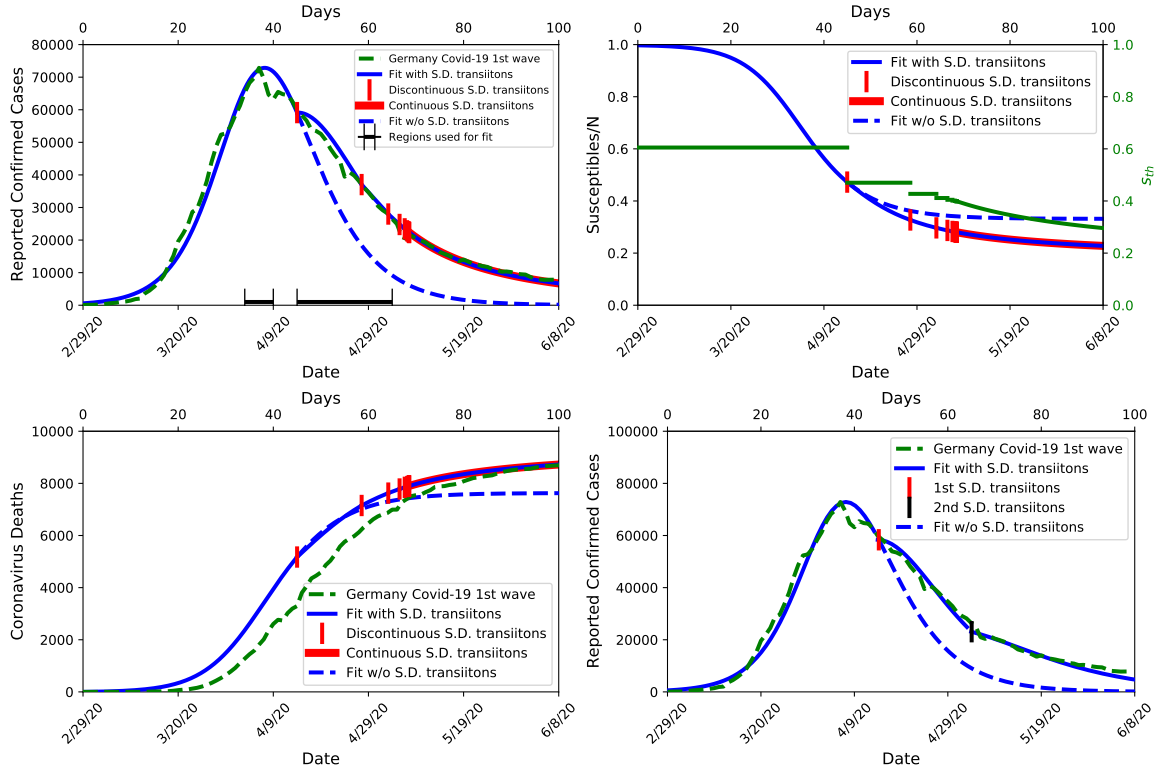 Days
0 20 40 60 80 100
80000
70000
60000
50000
40000
30000
20000
10000
0
Reported Confirmed Cases
Germany Covid-19 1st wave
Fit with S.D. transiitons
Discontinuous S.D. transiitons
Continuous S.D. transiitons
Fit w/o S.D. transiitons
Regions used for fit
2/29/20 3/20/20 4/9/20 4/29/20 5/19/20 6/8/20
Date
Days
0 20 40 60 80 100
1.0
0.8
0.6
0.4
0.2
0.0
Susceptibles/N
Fit with S.D. transiitons
Discontinuous S.D. transiitons
Continuous S.D. transiitons
Fit w/o S.D. transiitons
1.0
0.8
0.6
0.4
0.2
0.0
s_th
2/29/20 3/20/20 4/9/20 4/29/20 5/19/20 6/8/20
Date
Days
0 20 40 60 80 100
10000
8000
6000
4000
2000
0
Coronavirus Deaths
Germany Covid-19 1st wave
Fit with S.D. transiitons
Discontinuous S.D. transiitons
Continuous S.D. transiitons
Fit w/o S.D. transiitons
2/29/20 3/20/20 4/9/20 4/29/20 5/19/20 6/8/20
Date
Days
0 20 40 60 80 100
100000
80000
60000
40000
20000
0
Reported Confirmed Cases
Germany Covid-19 1st wave
Fit with S.D. transiitons
1st S.D. transiitons
2nd S.D. transiitons
Fit w/o S.D. transiitons
2/29/20 3/20/20 4/9/20 4/29/20 5/19/20 6/8/20
Date